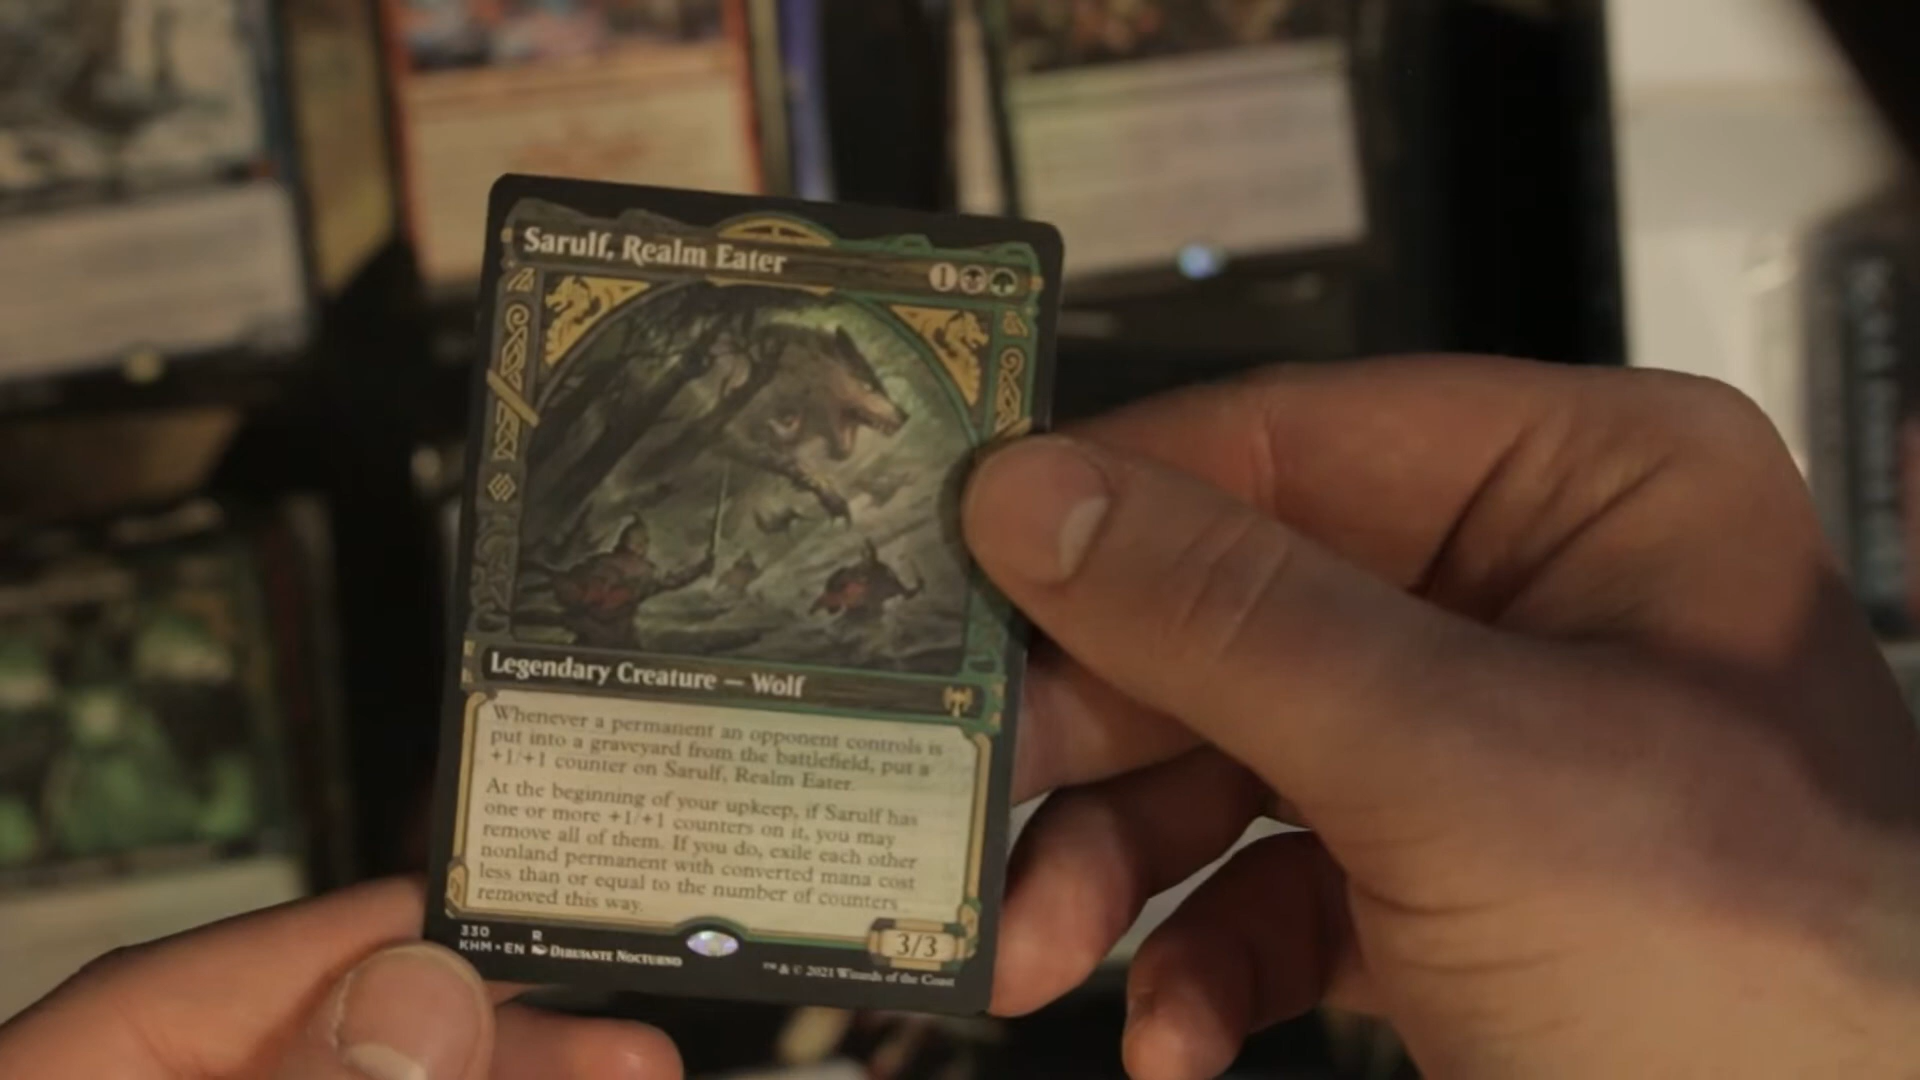 Sarulf, Realm Eater
1
Legendary Creature — Wolf
Whenever a permanent an opponent controls is
put into a graveyard from the battlefield, put a
+1/+1 counter on Sarulf, Realm Eater.
At the beginning of your upkeep, if Sarulf has
one or more +1/+1 counters on it, you may
remove all of them. If you do, exile each other
nonland permanent with converted mana cost
less than or equal to the number of counters
removed this way.
3/3
330 R
KHM • EN Dibujante Nocturno
™ & © 2021 Wizards of the Coast